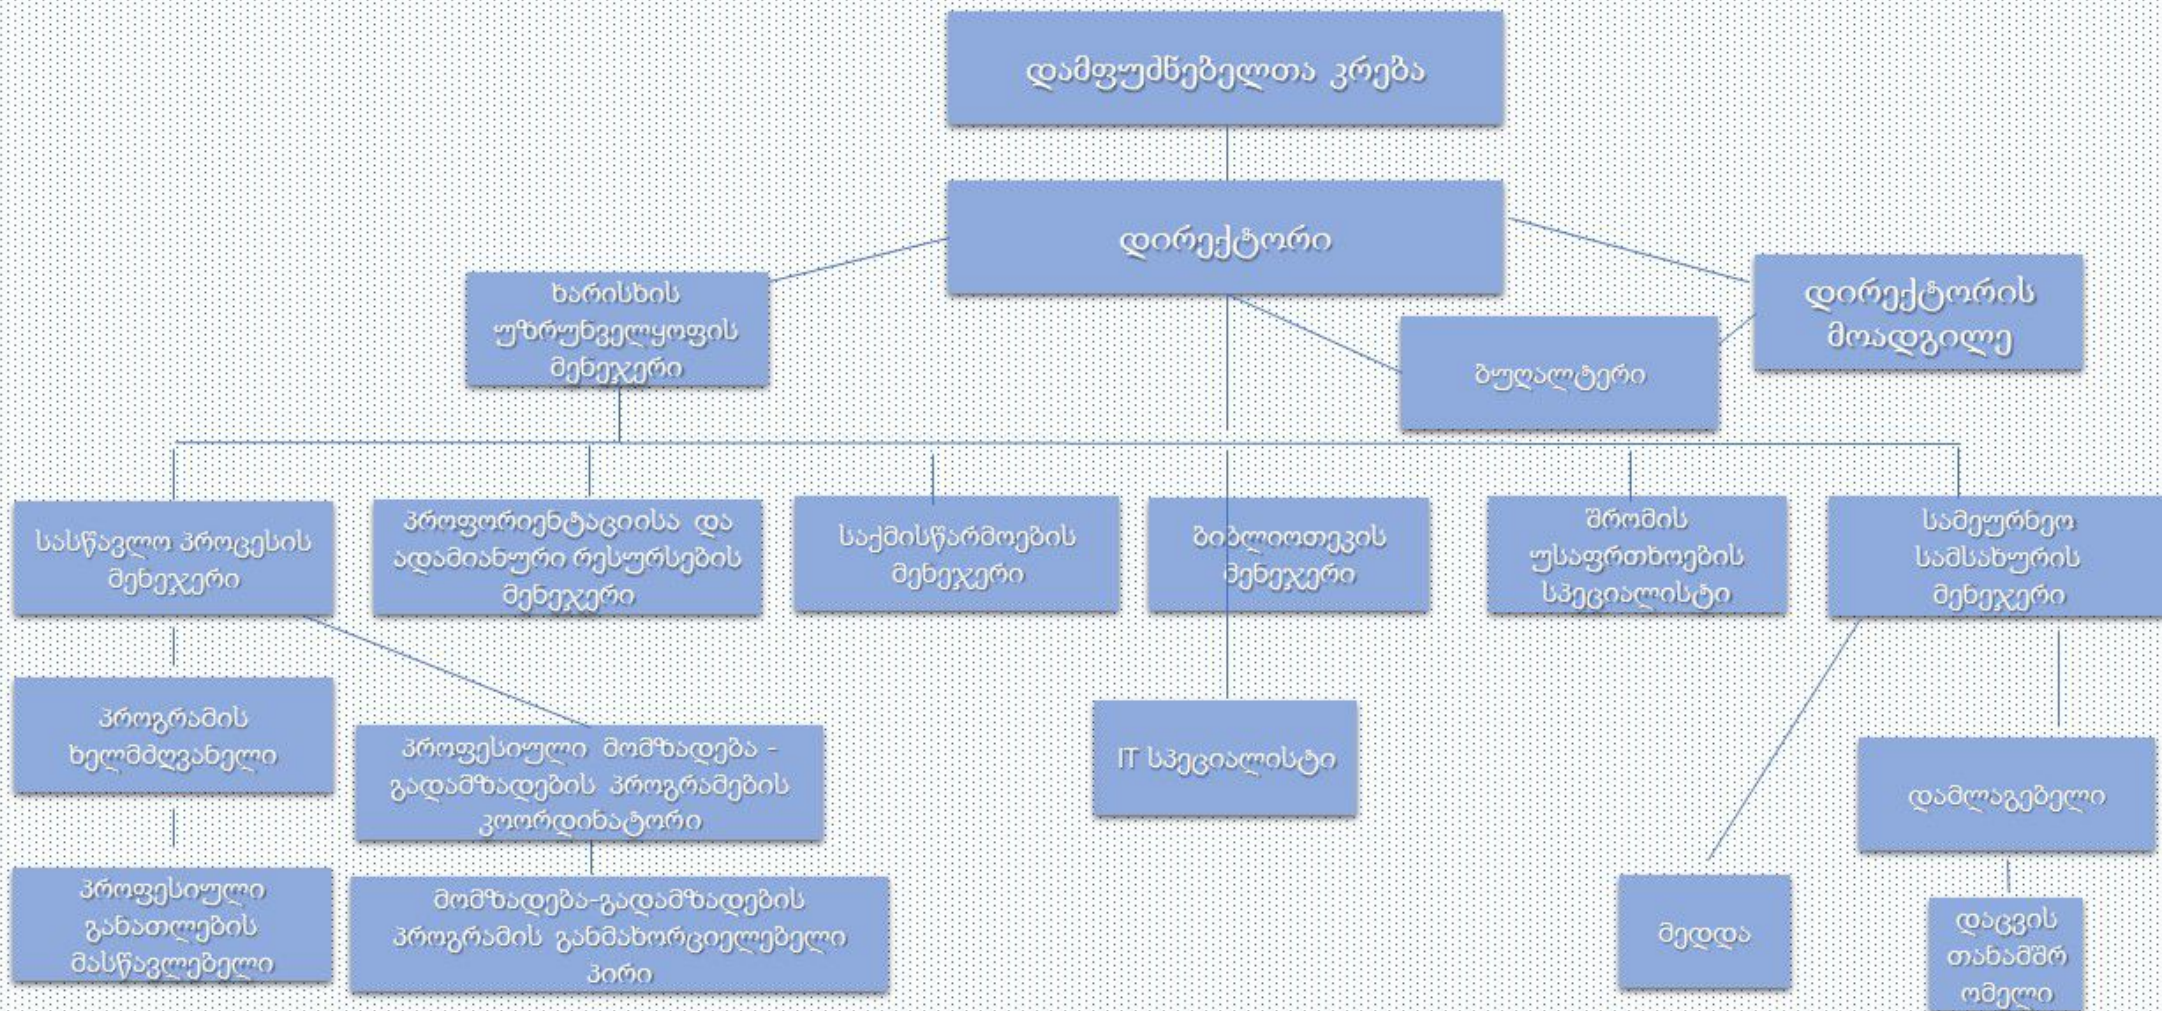 დამფუძნებელთა კრება
დირექტორი
ხარისხის
უზრუნველყოფის
მენეჯერი
დირექტორის
მოადგილე
ბუღალტერი
სასწავლო პროცესის
მენეჯერი
პროფორიენტაციისა და
ადამიანური რესურსების
მენეჯერი
საქმისწარმოების
მენეჯერი
ბიბლიოთეკის
მენეჯერი
შრომის
უსაფრთხოების
სპეციალისტი
სამეურნეო
სამსახურის
მენეჯერი
პროგრამის
ხელმძღვანელი
პროფესიული მომზადება -
გადამზადების პროგრამების
კოორდინატორი
IT სპეციალისტი
დამლაგებელი
პროფესიული
განათლების
მასწავლებელი
მომზადება-გადამზადების
პროგრამის განმახორციელებელი
პირი
მედდა
დაცვის
თანამშრ
ომელი